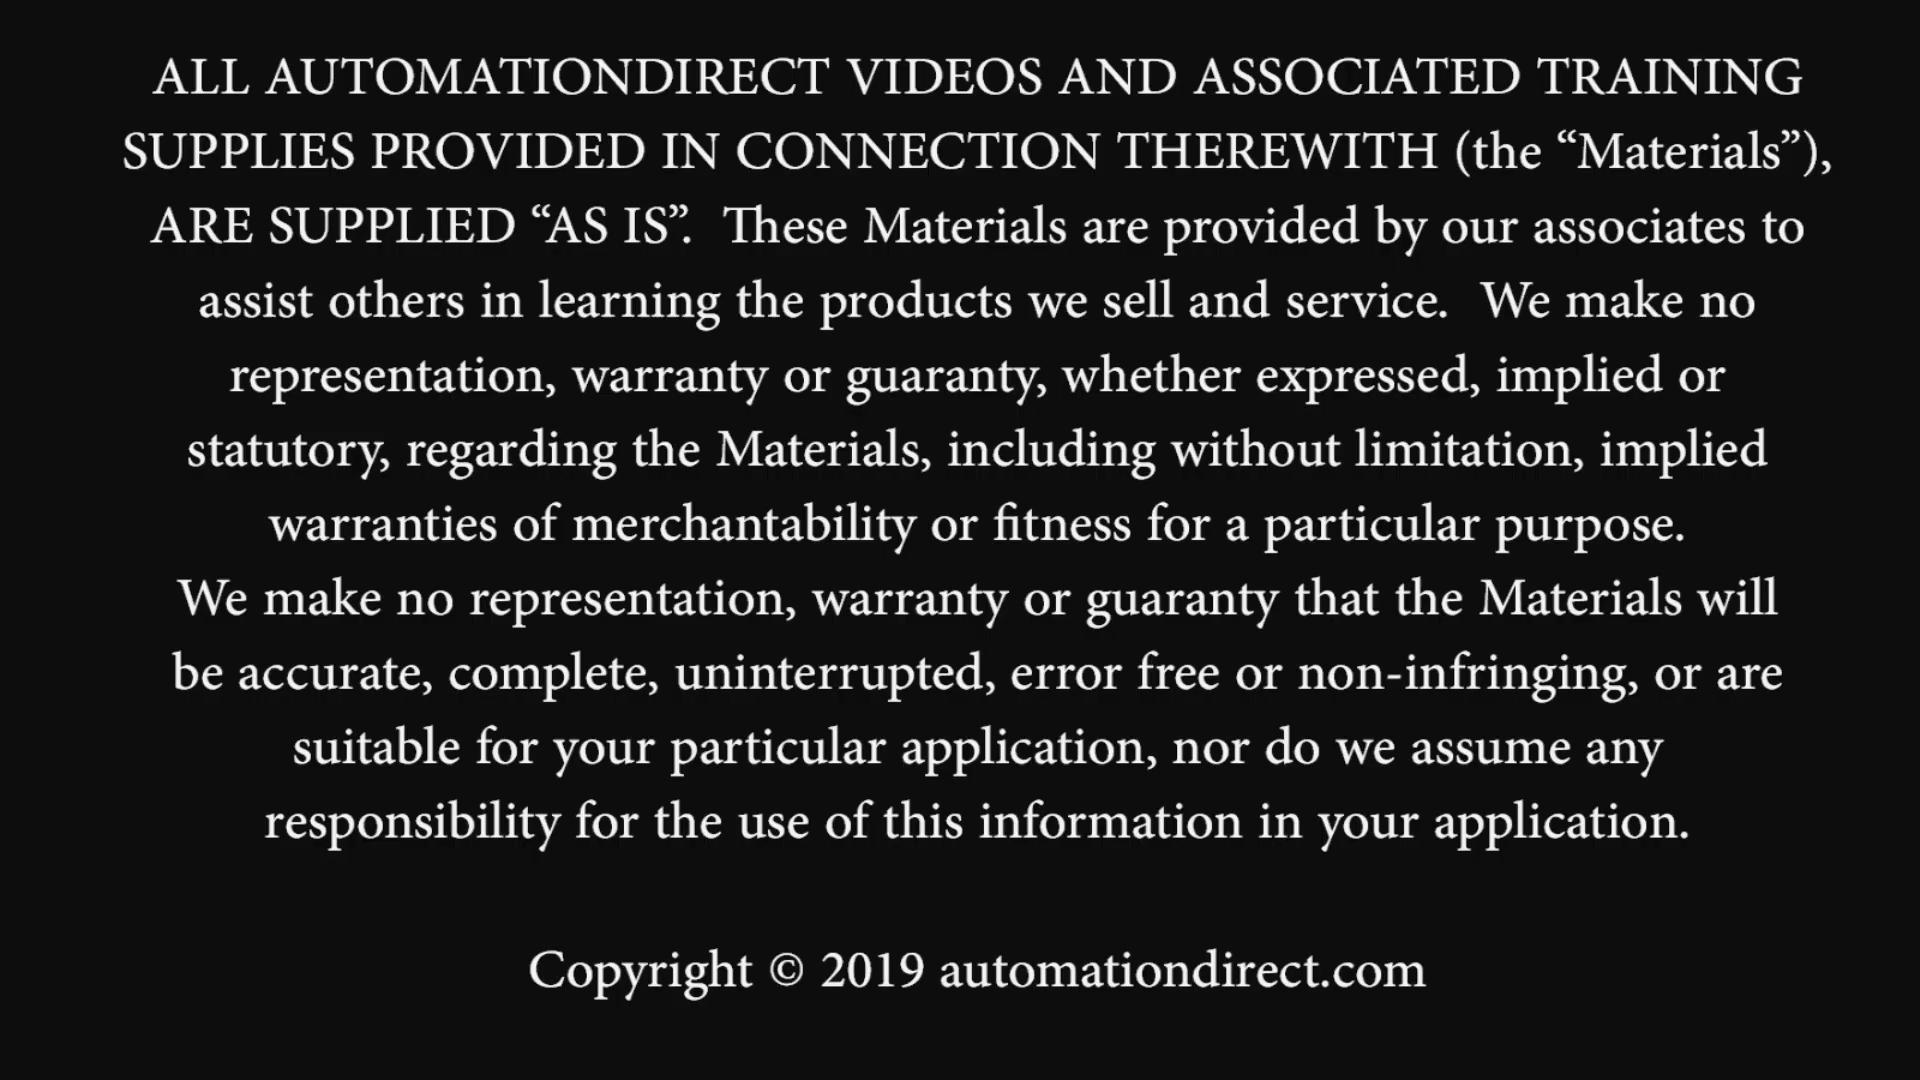 ALL AUTOMATIONDIRECT VIDEOS AND ASSOCIATED TRAINING
SUPPLIES PROVIDED IN CONNECTION THEREWITH (the “Materials”),
ARE SUPPLIED “AS IS”.  These Materials are provided by our associates to
assist others in learning the products we sell and service.  We make no
representation, warranty or guaranty, whether expressed, implied or
statutory, regarding the Materials, including without limitation, implied
warranties of merchantability or fitness for a particular purpose.
We make no representation, warranty or guaranty that the Materials will
be accurate, complete, uninterrupted, error free or non-infringing, or are
suitable for your particular application, nor do we assume any
responsibility for the use of this information in your application.
Copyright © 2019 automationdirect.com